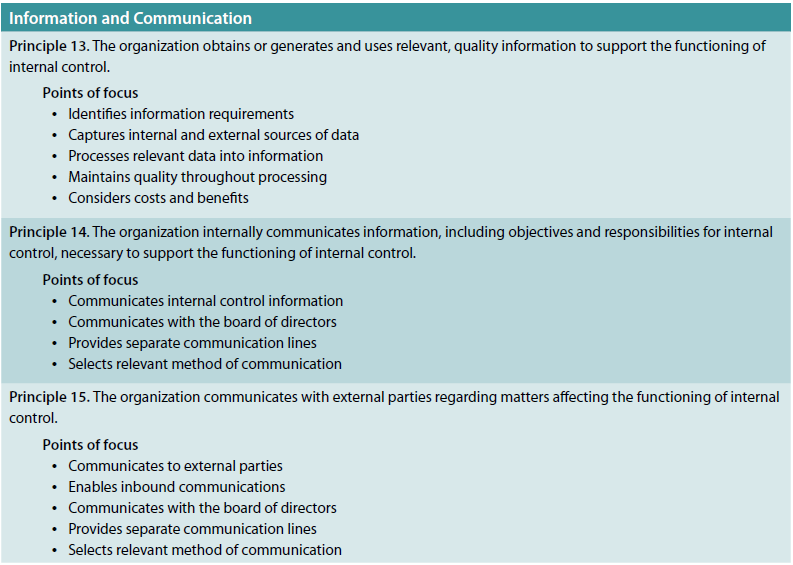 Information and Communication
Principle 13. The organization obtains or generates and uses relevant, quality information to support the functioning of
internal control.
Points of focus
• Identifies information requirements
• Captures internal and external sources of data
• Processes relevant data into information
• Maintains quality throughout processing
• Considers costs and benefits
Principle 14. The organization internally communicates information, including objectives and responsibilities for internal
control, necessary to support the functioning of internal control.
Points of focus
• Communicates internal control information
• Communicates with the board of directors
• Provides separate communication lines
• Selects relevant method of communication
Principle 15. The organization communicates with external parties regarding matters affecting the functioning of internal
control.
Points of focus
• Communicates to external parties
• Enables inbound communications
• Communicates with the board of directors
• Provides separate communication lines
• Selects relevant method of communication